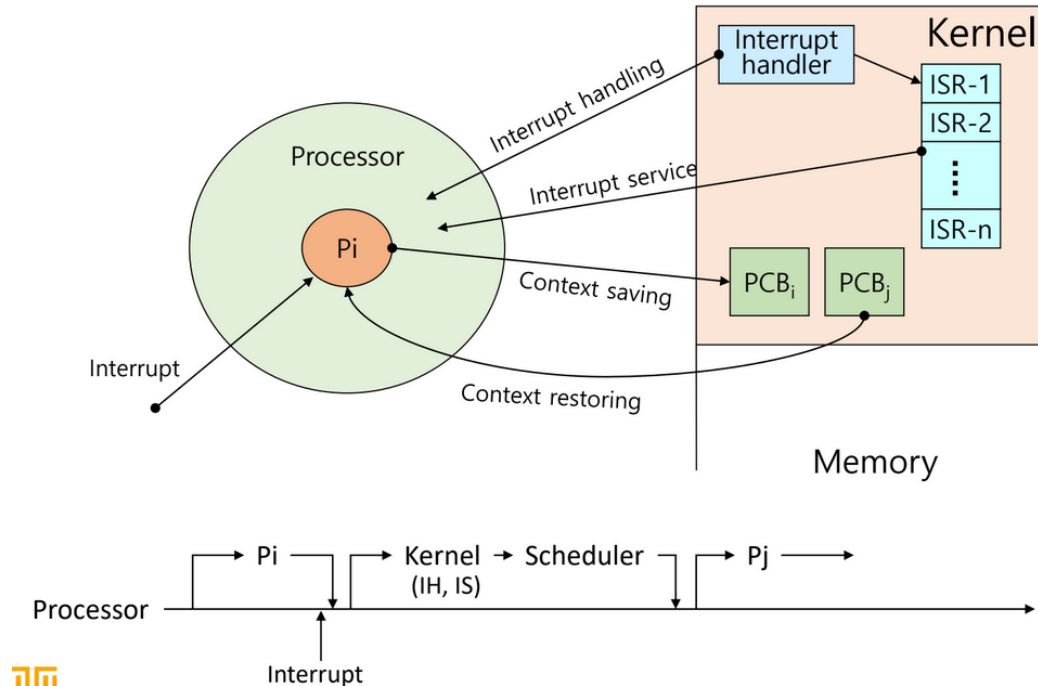 Kernel
Interrupt
handler
ISR-1
ISR-2
⋮
ISR-n
Interrupt handling
Processor
Interrupt service
Pi
Context saving
PCBi
PCBj
Interrupt
Context restoring
Memory
Pi
Kernel
(IH, IS)
Scheduler
Pj
Processor
Interrupt